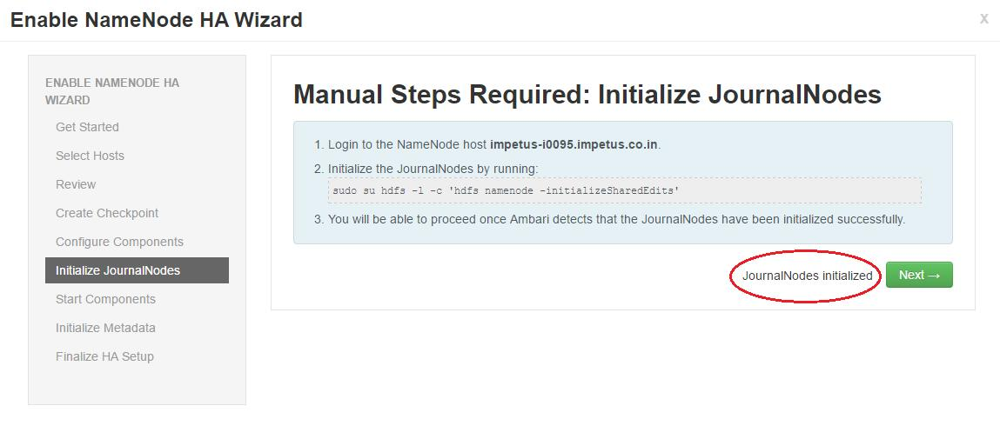 Enable NameNode HA Wizard
x
ENABLE NAMENODE HA
WIZARD
Get Started
Select Hosts
Review
Create Checkpoint
Configure Components
Initialize JournalNodes
Start Components
Initialize Metadata
Finalize HA Setup
Manual Steps Required: Initialize JournalNodes
1. Login to the NameNode host impetus-i0095.impetus.co.in.
2. Initialize the JournalNodes by running:
sudo su hdfs -l -c 'hdfs namenode -initializeSharedEdits'
3. You will be able to proceed once Ambari detects that the JournalNodes have been initialized successfully.
JournalNodes initialized
Next →